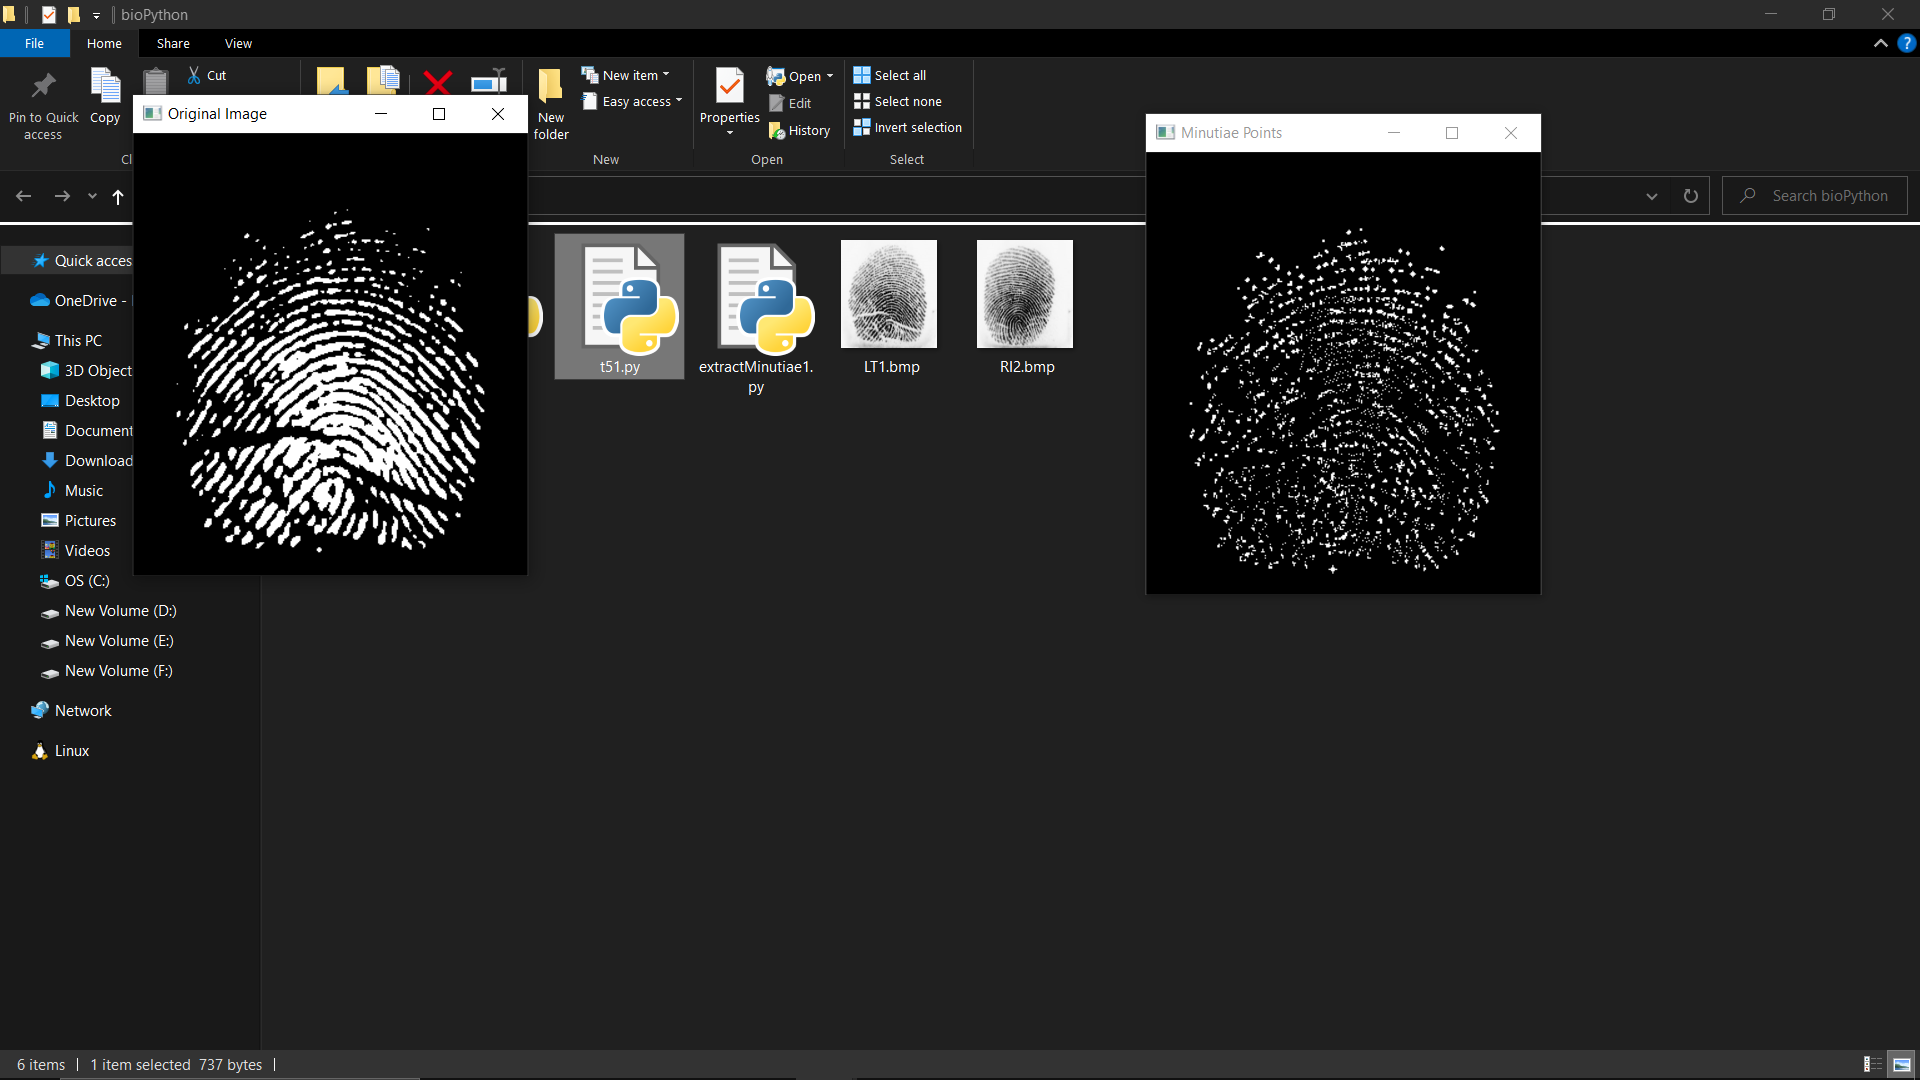 bioPython
File
Home
Share
View
Pin to Quick
access
Copy
Cut
Cl
New
folder
New item
Easy access
New
Properties
Open
Edit
History
Open
Select all
Select none
Invert selection
Select
Original Image
Minutiae Points
Search bioPython
Quick acces
OneDrive -
This PC
3D Object
Desktop
Document
Download
Music
Pictures
Videos
OS (C:)
New Volume (D:)
New Volume (E:)
New Volume (F:)
Network
Linux
t51.py
extractMinutiae1.
py
LT1.bmp
RI2.bmp
6 items
1 item selected 737 bytes